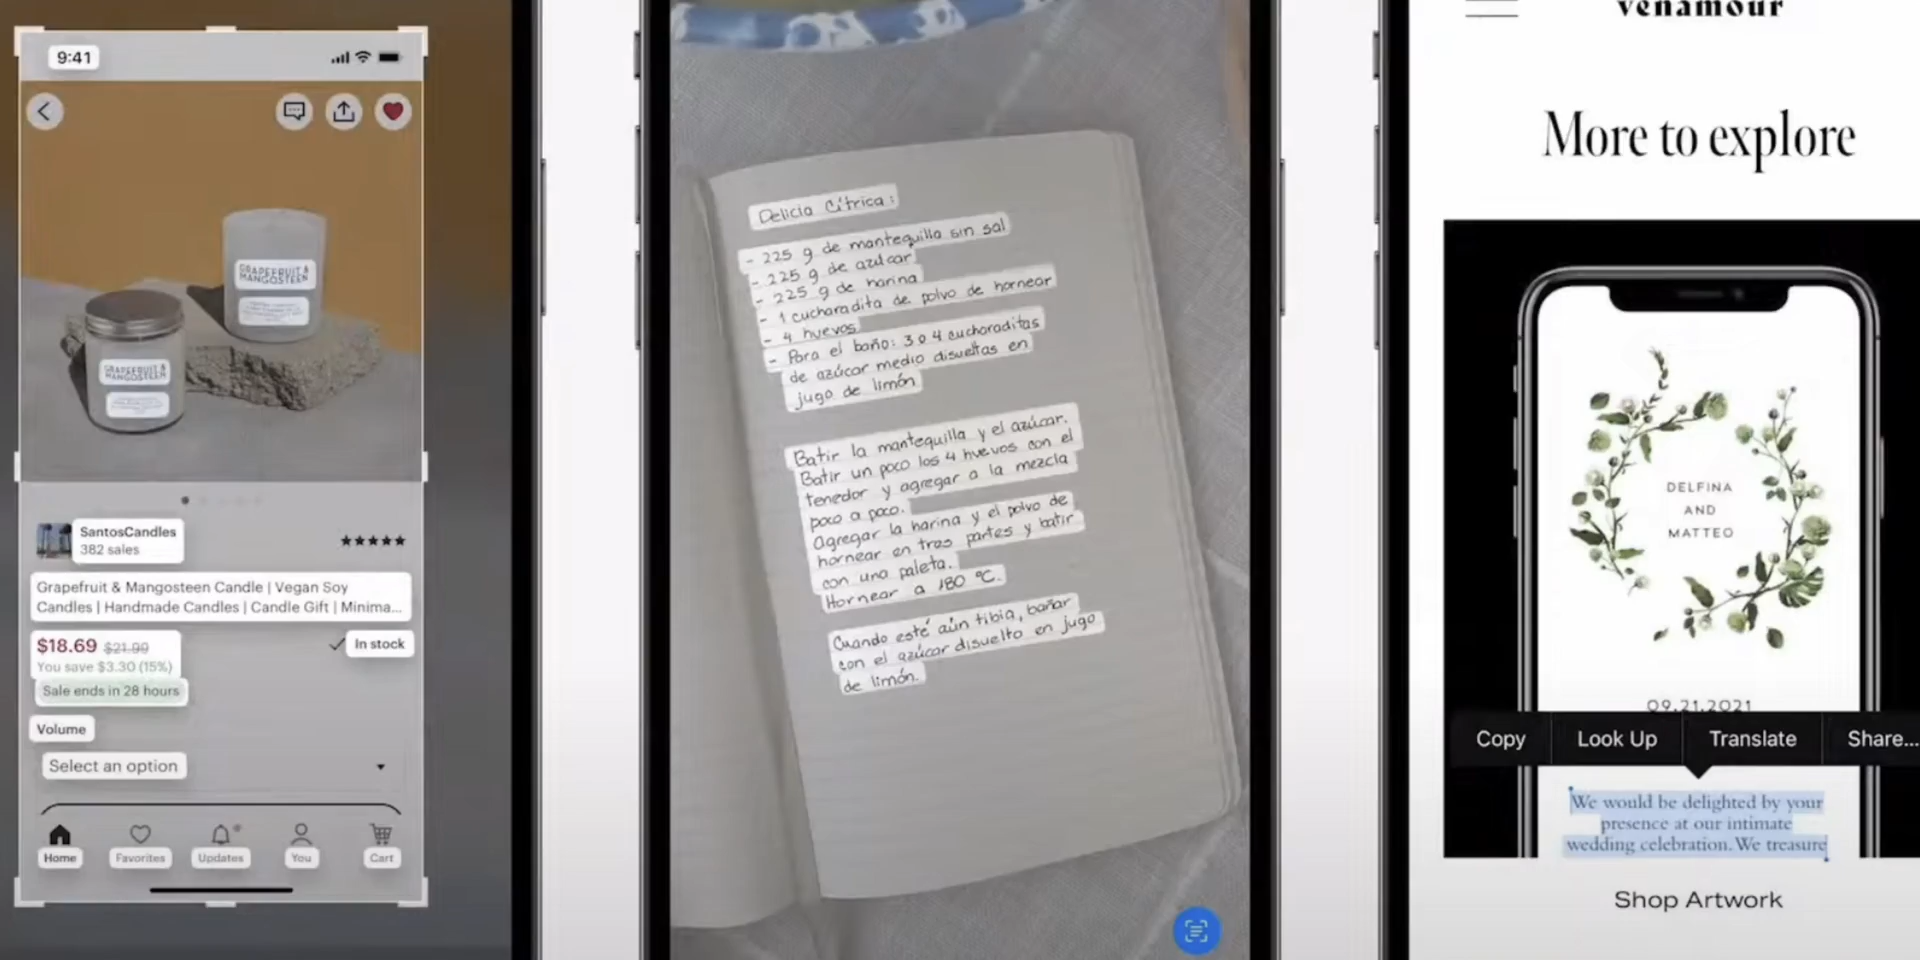 9:41
GRAPEFRUIT &
MANGOSTEEN
GRAPEFRUIT &
MANGOSTEEN
SantosCandles
382 sales
Grapefruit & Mangosteen Candle | Vegan Soy
Candles | Handmade Candles | Candle Gift | Minima...
$18.69 $21.99
In stock
You save $3.30 (15%)
Sale ends in 28 hours
Volume
Select an option
Home Favorites Updates You Cart
Delicia Cítrica:
- 225 g de mantequilla sin sal
- 225 g de azúcar
- 225 g de harina
- 1 cucharadita de polvo de hornear
- 4 huevos
- Para el baño: 3 o 4 cucharaditas
de azúcar medio disueltas en
jugo de limón
Batir la mantequilla y el azúcar.
Batir un poco los 4 huevos con el
tenedor y agregar a la mezcla
poco a poco.
Agregar la harina y el polvo de
hornear en tres partes y batir
con una paleta.
Hornear a 180 °C.
Cuando esté aún tibia, bañar
con el azúcar disuelto en jugo
de limón.
venamour
More to explore
DELFINA
AND
MATTEO
09.21.2021
Copy Look Up Translate Share...
We would be delighted by your
presence at our intimate
wedding celebration. We treasure
Shop Artwork